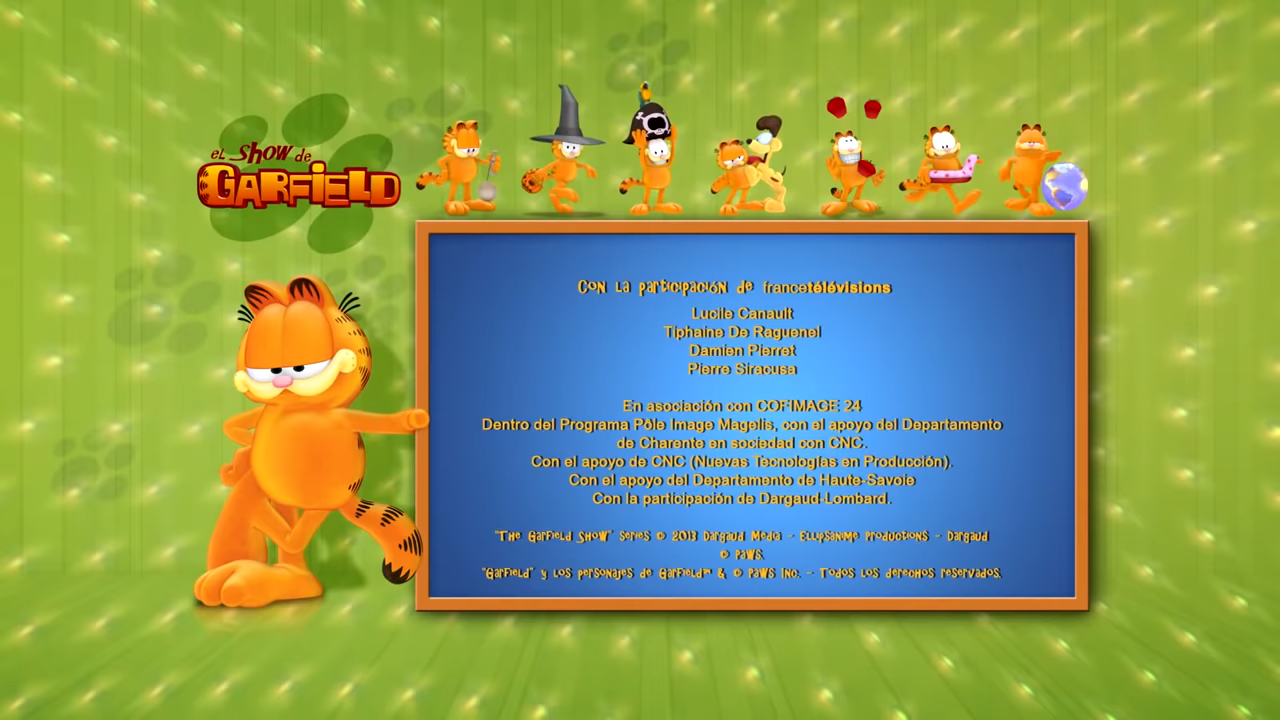 el Show de
GARFIELD
Con la participación de francetélévisions
Lucile Canault
Tiphaine De Raguenel
Damien Pierret
Pierre Siracusa
En asociación con COFIMAGE 24
Dentro del Programa Pôle Image Magelis, con el apoyo del Departamento
de Charente en sociedad con CNC.
Con el apoyo de CNC (Nuevas Tecnologías en Producción).
Con el apoyo del Departamento de Haute-Savoie
Con la participación de Dargaud-Lombard.
"The Garfield Show" Series © 2013 Dargaud Media - Ellipsanime Productions - Dargaud
© Paws.
"Garfield" y los personajes de Garfield™ & © Paws Inc. - Todos los derechos reservados.